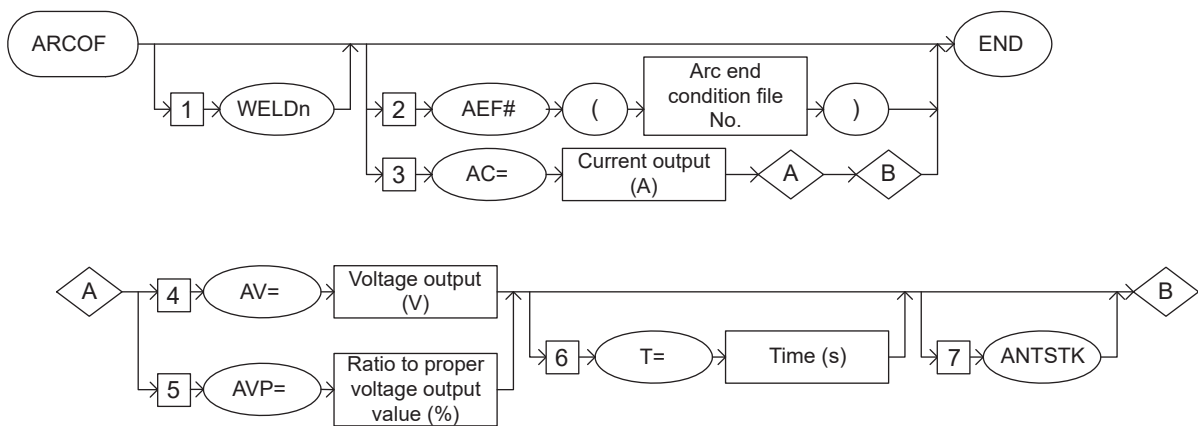 ARCOF
END
1
WELDn
2
AEF#
(
Arc end
condition file
No.
)
3
AC=
Current output
(A)
A
B
A
4
AV=
Voltage output
(V)
B
6
T=
Time (s)
7
ANTSTK
5
AVP=
Ratio to proper
voltage output
value (%)